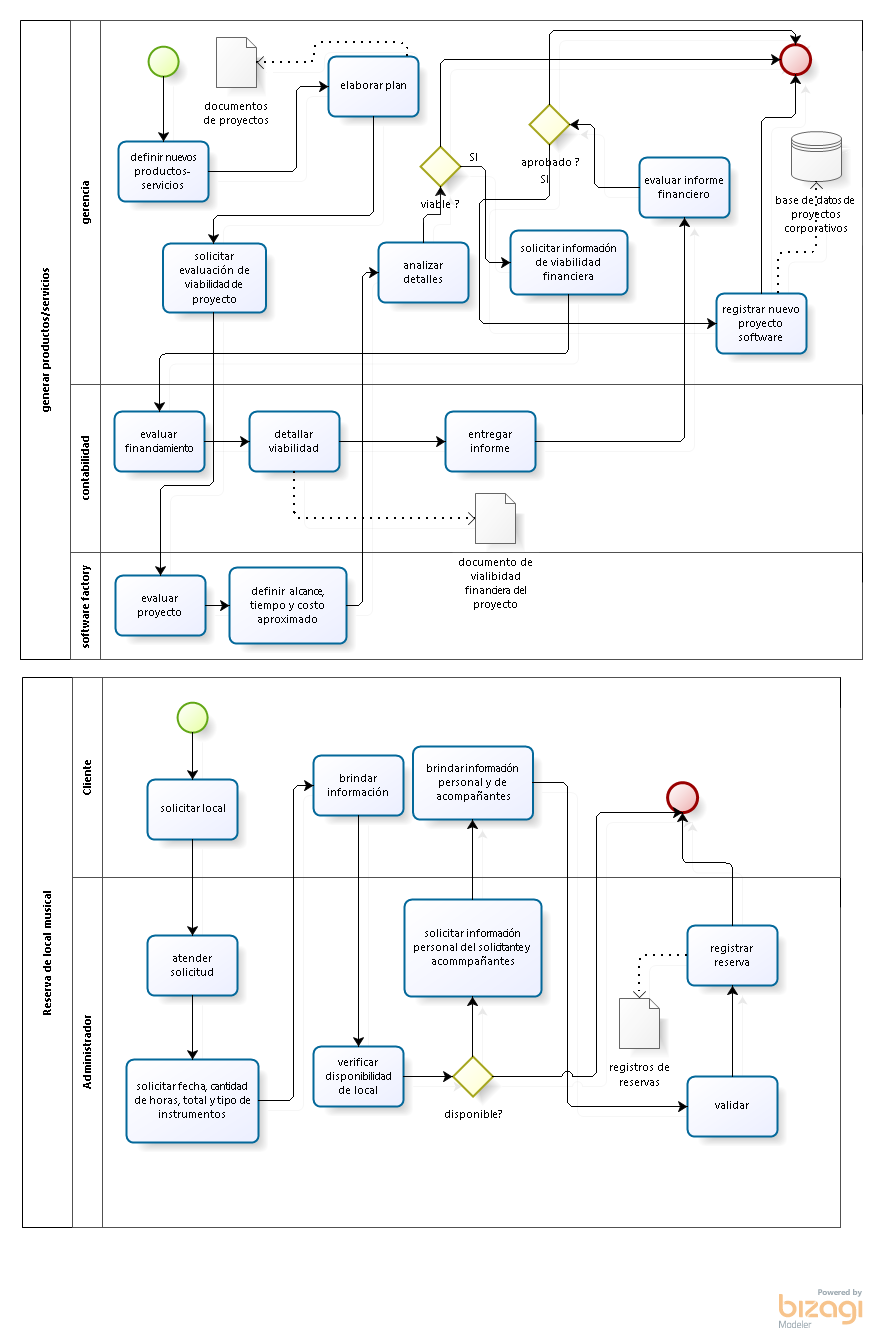 generar productos/servicios
gerencia
documentos
de proyectos
elaborar plan
definir nuevos
productos-
servicios
SI
viable ?
aprobado ?
SI
evaluar informe
financiero
base de datos de
proyectos
corporativos
solicitar
evaluación de
viabilidad de
proyecto
analizar
detalles
solicitar información
de viabilidad
financiera
registrar nuevo
proyecto
software
contabilidad
evaluar
financiamiento
detallar
viabilidad
entregar
informe
documento de
vialibidad
financiera del
proyecto
software factory
evaluar
proyecto
definir alcance,
tiempo y costo
aproximado
Reserva de local musical
Cliente
solicitar local
brindar
información
brindar información
personal y de
acompañantes
Administrador
atender
solicitud
solicitar información
personal del solicitante y
acommpañantes
registrar
reserva
registros de
reservas
solicitar fecha, cantidad
de horas, total y tipo de
instrumentos
verificar
disponibilidad
de local
disponible?
validar
Powered by
bizagi
Modeler